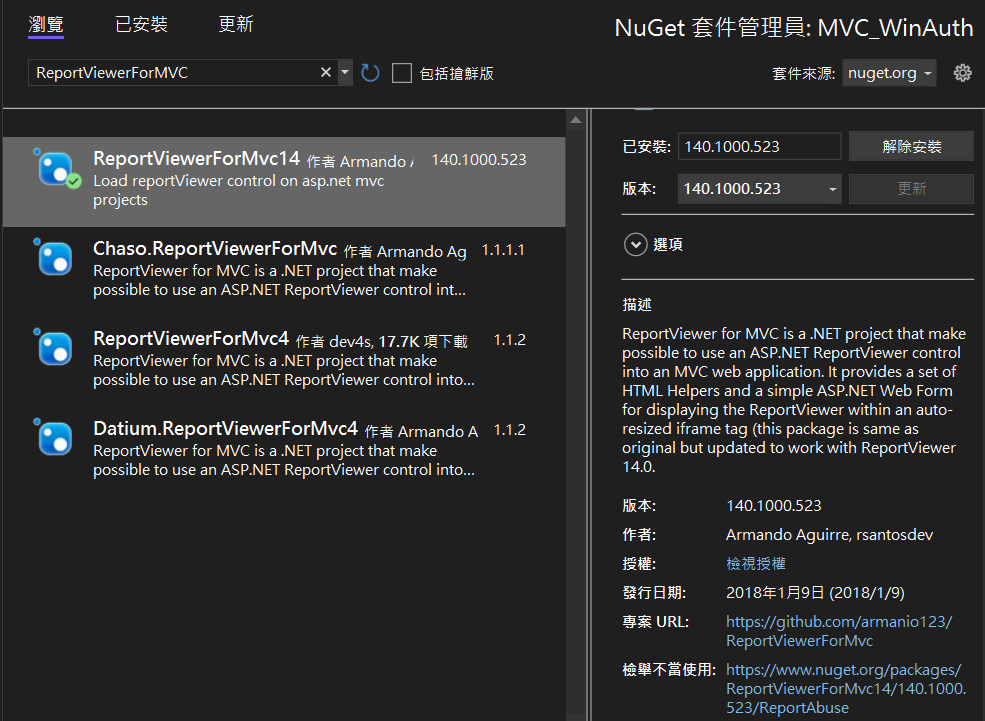 瀏覽 已安裝 更新
NuGet 套件管理員: MVC_WinAuth
ReportViewerForMVC
包括搶鮮版
套件來源: nuget.org
ReportViewerForMvc14 作者 Armando 140.1000.523
Load reportViewer control on asp.net mvc
projects
Chaso.ReportViewerForMvc 作者 Armando Ag 1.1.1.1
ReportViewer for MVC is a .NET project that make
possible to use an ASP.NET ReportViewer control int...
ReportViewerForMvc4 作者 dev4s, 17.7K 項下載 1.1.2
ReportViewer for MVC is a .NET project that make
possible to use an ASP.NET ReportViewer control into...
Datium.ReportViewerForMvc4 作者 Armando A 1.1.2
ReportViewer for MVC is a .NET project that make
possible to use an ASP.NET ReportViewer control into...
已安裝: 140.1000.523 解除安裝
版本: 140.1000.523 更新
選項
描述
ReportViewer for MVC is a .NET project that make
possible to use an ASP.NET ReportViewer control
into an MVC web application. It provides a set of
HTML Helpers and a simple ASP.NET Web Form
for displaying the ReportViewer within an auto-
resized iframe tag (this package is same as
original but updated to work with ReportViewer
14.0.
版本: 140.1000.523
作者: Armando Aguirre, rsantosdev
授權: 檢視授權
發行日期: 2018年1月9日 (2018/1/9)
專案 URL: https://github.com/armanio123/
ReportViewerForMvc
檢舉不當使用: https://www.nuget.org/packages/
ReportViewerForMvc14/140.1000.
523/ReportAbuse